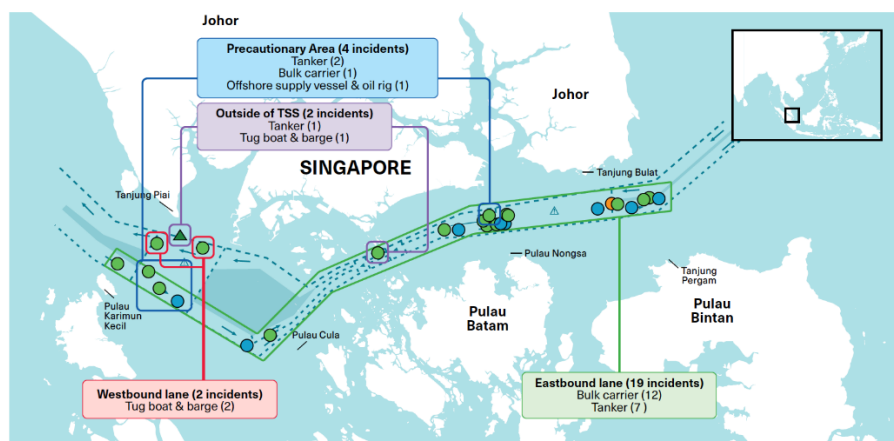 Johor
Precautionary Area (4 incidents)
Tanker (2)
Bulk carrier (1)
Offshore supply vessel & oil rig (1)
Johor
Outside of TSS (2 incidents)
Tanker (1)
Tug boat & barge (1)
SINGAPORE
Tanjung Piai
Tanjung Bulat
Pulau Nongsa
Tanjung
Pergam
Pulau
Karimun
Kecil
Pulau Cula
Pulau
Batam
Pulau
Bintan
Westbound lane (2 incidents)
Tug boat & barge (2)
Eastbound lane (19 incidents)
Bulk carrier (12)
Tanker (7 )